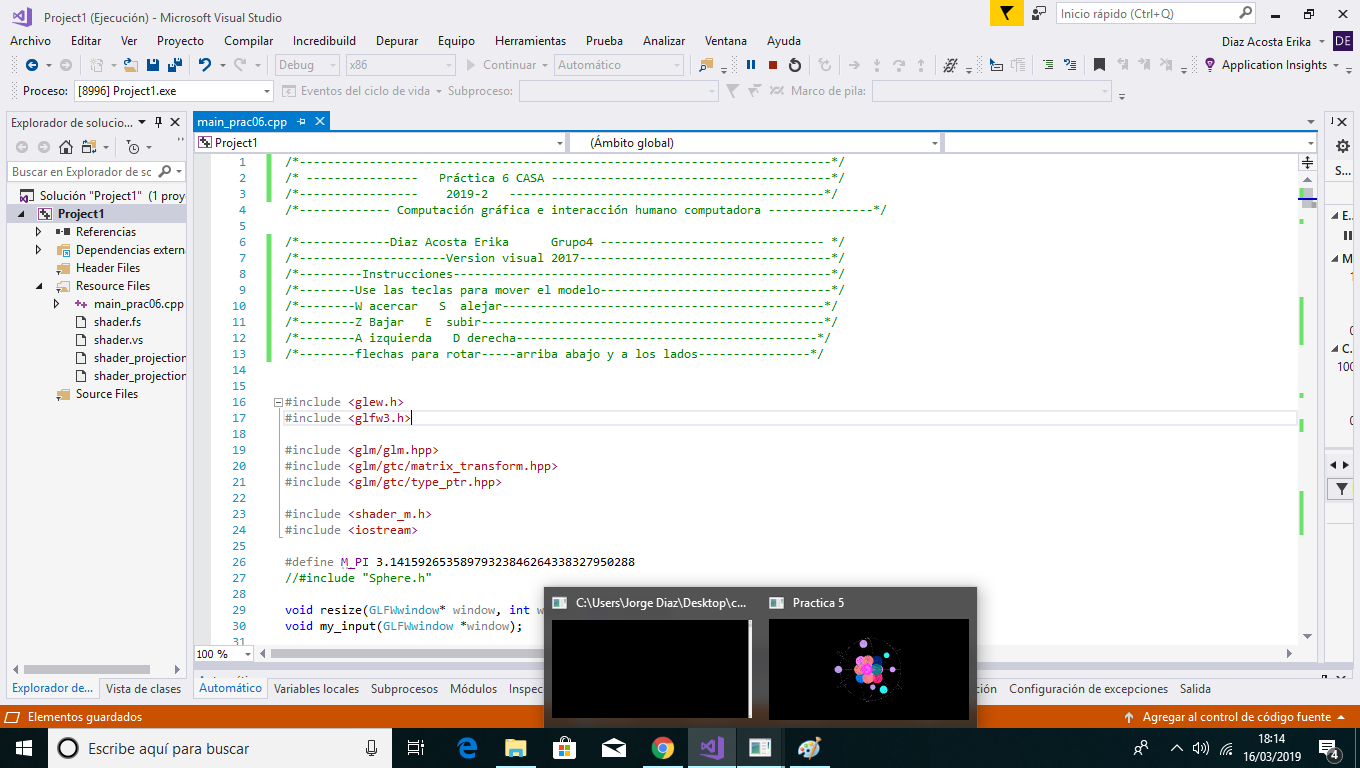 Project1 (Ejecución) - Microsoft Visual Studio
Inicio rápido (Ctrl+Q)
Archivo Editar Ver Proyecto Compilar Incredibuild Depurar Equipo Herramientas Prueba Analizar Ventana Ayuda
Diaz Acosta Erika DE
Debug x86 Continuar Automático Application Insights
Proceso: [8996] Project1.exe Eventos del ciclo de vida Subproceso: Marco de pila:
Explorador de solucio...
Buscar en Explorador de sc
Solución "Project1" (1 proy
Project1
Referencias
Dependencias extern
Header Files
Resource Files
main_prac06.cpp
shader.fs
shader.vs
shader_projection
shader_projection
Source Files
Explorador de... Vista de clases
main_prac06.cpp
Project1 (Ámbito global)
1 /*----------------------------------------------------------------------------*/
2 /* ---------------- Práctica 6 CASA ----------------------------------------*/
3 /*---------------- 2019-2 ---------------------------------------------*/
4 /*------------- Computación gráfica e interacción humano computadora ---------------*/
5
6 /*-------------Diaz Acosta Erika Grupo4 -------------------------------- */
7 /*---------------------Version visual 2017------------------------------------*/
8 /*---------Instrucciones------------------------------------------------------*/
9 /*--------Use las teclas para mover el modelo---------------------------------*/
10 /*--------W acercar S alejar-----------------------------------------------*/
11 /*--------Z Bajar E subir-------------------------------------------------*/
12 /*--------A izquierda D derecha-------------------------------------------*/
13 /*--------flechas para rotar-----arriba abajo y a los lados----------------*/
14
15
16 #include <glew.h>
17 #include <glfw3.h>
18
19 #include <glm/glm.hpp>
20 #include <glm/gtc/matrix_transform.hpp>
21 #include <glm/gtc/type_ptr.hpp>
22
23 #include <shader_m.h>
24 #include <iostream>
25
26 #define M_PI 3.14159265358979323846264338327950288
27 //#include "Sphere.h"
28
29 void resize(GLFWwindow* window, int w
30 void my_input(GLFWwindow *window);
31
100 %
Automático Variables locales Subprocesos Módulos Inspec
ción Configuración de excepciones Salida
S...
E..
M
C.
100
C:\Users\Jorge Diaz\Desktop\c...
Practica 5
Elementos guardados
Agregar al control de código fuente
Escribe aquí para buscar
18:14
16/03/2019
4